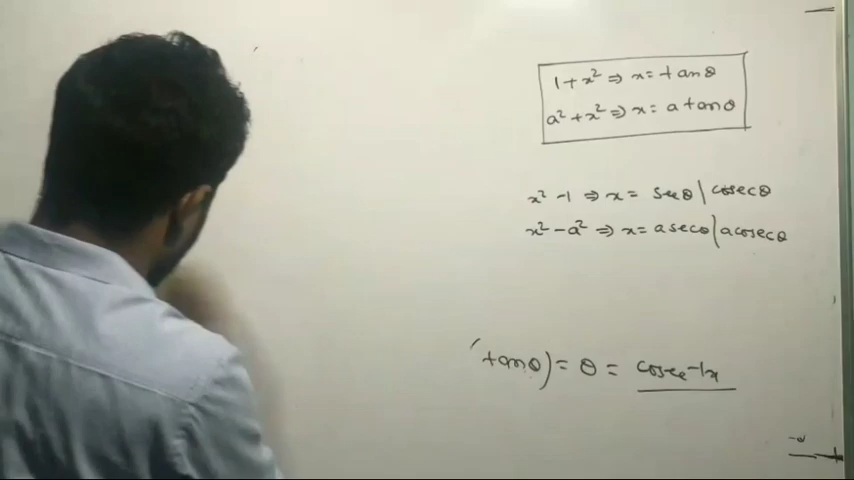 1+x² ⇒ x = tanθ
a²+x² ⇒ x = a tanθ
x²-1 ⇒ x = secθ | cosecθ
x²-a² ⇒ x = a secθ | a cosecθ
tanθ) = θ = cosec-1x